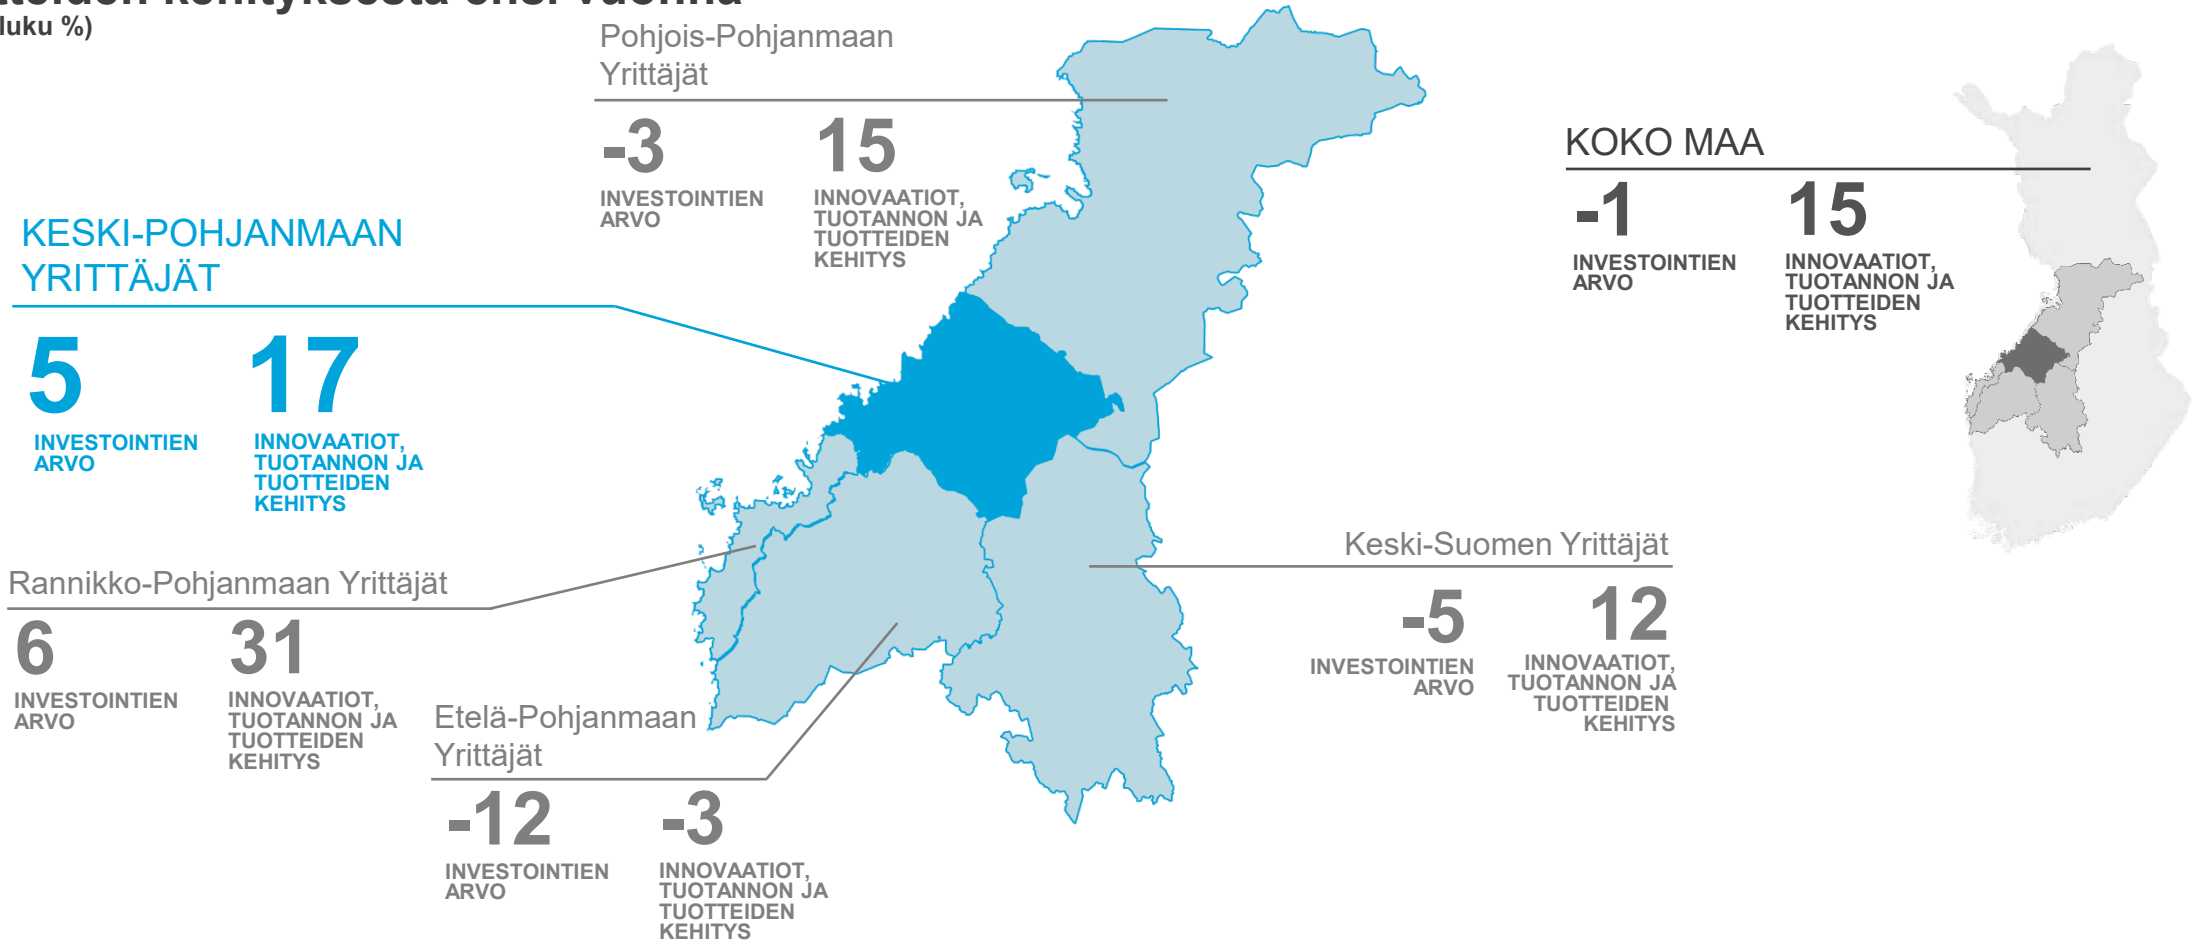 kehityksestä ensi vuonna
luku %)
Pohjois-Pohjanmaan
Yrittäjät
-3
INVESTOINTIEN
ARVO
15
INNOVAATIOT,
TUOTANNON JA
TUOTTEIDEN
KEHITYS
KOKO MAA
-1
INVESTOINTIEN
ARVO
15
INNOVAATIOT,
TUOTANNON JA
TUOTTEIDEN
KEHITYS
KESKI-POHJANMAAN
YRITTÄJÄT
5
INVESTOINTIEN
ARVO
17
INNOVAATIOT,
TUOTANNON JA
TUOTTEIDEN
KEHITYS
Rannikko-Pohjanmaan Yrittäjät
6
INVESTOINTIEN
ARVO
31
INNOVAATIOT,
TUOTANNON JA
TUOTTEIDEN
KEHITYS
Keski-Suomen Yrittäjät
-5
INVESTOINTIEN
ARVO
12
INNOVAATIOT,
TUOTANNON JA
TUOTTEIDEN
KEHITYS
Etelä-Pohjanmaan
Yrittäjät
-12
INVESTOINTIEN
ARVO
-3
INNOVAATIOT,
TUOTANNON JA
TUOTTEIDEN
KEHITYS